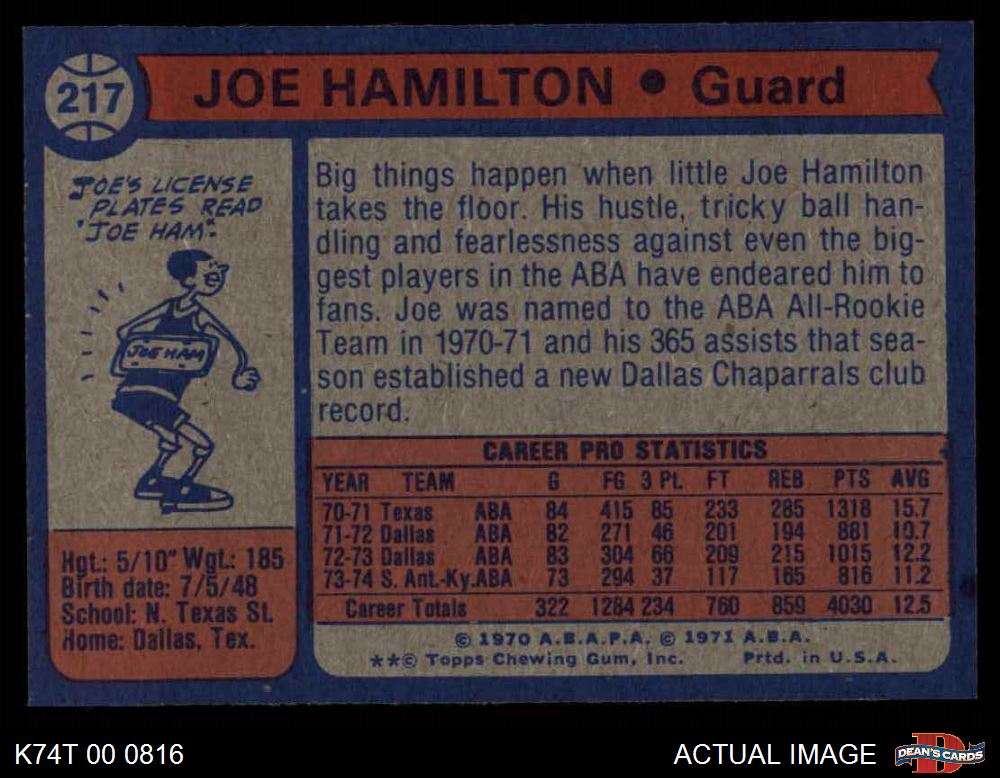 217
JOE HAMILTON • Guard
JOE'S LICENSE
PLATES READ
"JOE HAM".
JOE HAM
Big things happen when little Joe Hamilton
takes the floor. His hustle, tricky ball han-
dling and fearlessness against even the big-
gest players in the ABA have endeared him to
fans. Joe was named to the ABA All-Rookie
Team in 1970-71 and his 365 assists that sea-
son established a new Dallas Chaparrals club
record.
Hgt.: 5/10" Wgt.: 185
Birth date: 7/5/48
School: N. Texas St.
Home: Dallas, Tex.
CAREER PRO STATISTICS
YEAR TEAM G FG 3 Pt. FT REB PTS AVG
70-71 Texas ABA 84 415 85 233 285 1318 15.7
71-72 Dallas ABA 82 271 46 201 194 881 10.7
72-73 Dallas ABA 83 304 66 209 215 1015 12.2
73-74 S. Ant.-Ky. ABA 73 294 37 117 165 816 11.2
Career Totals 322 1284 234 760 859 4030 12.5
© 1970 A.B.A.P.A. © 1971 A.B.A.
**© Topps Chewing Gum, Inc. Prtd. in U.S.A.
K74T 00 0816
ACTUAL IMAGE
DEAN'S CARDS